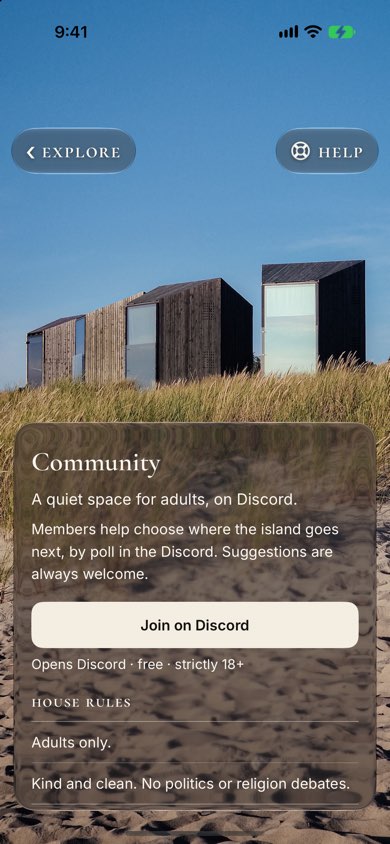 9:41
EXPLORE
HELP
Community
A quiet space for adults, on Discord.
Members help choose where the island goes
next, by poll in the Discord. Suggestions are
always welcome.
Join on Discord
Opens Discord · free · strictly 18+
HOUSE RULES
Adults only.
Kind and clean. No politics or religion debates.